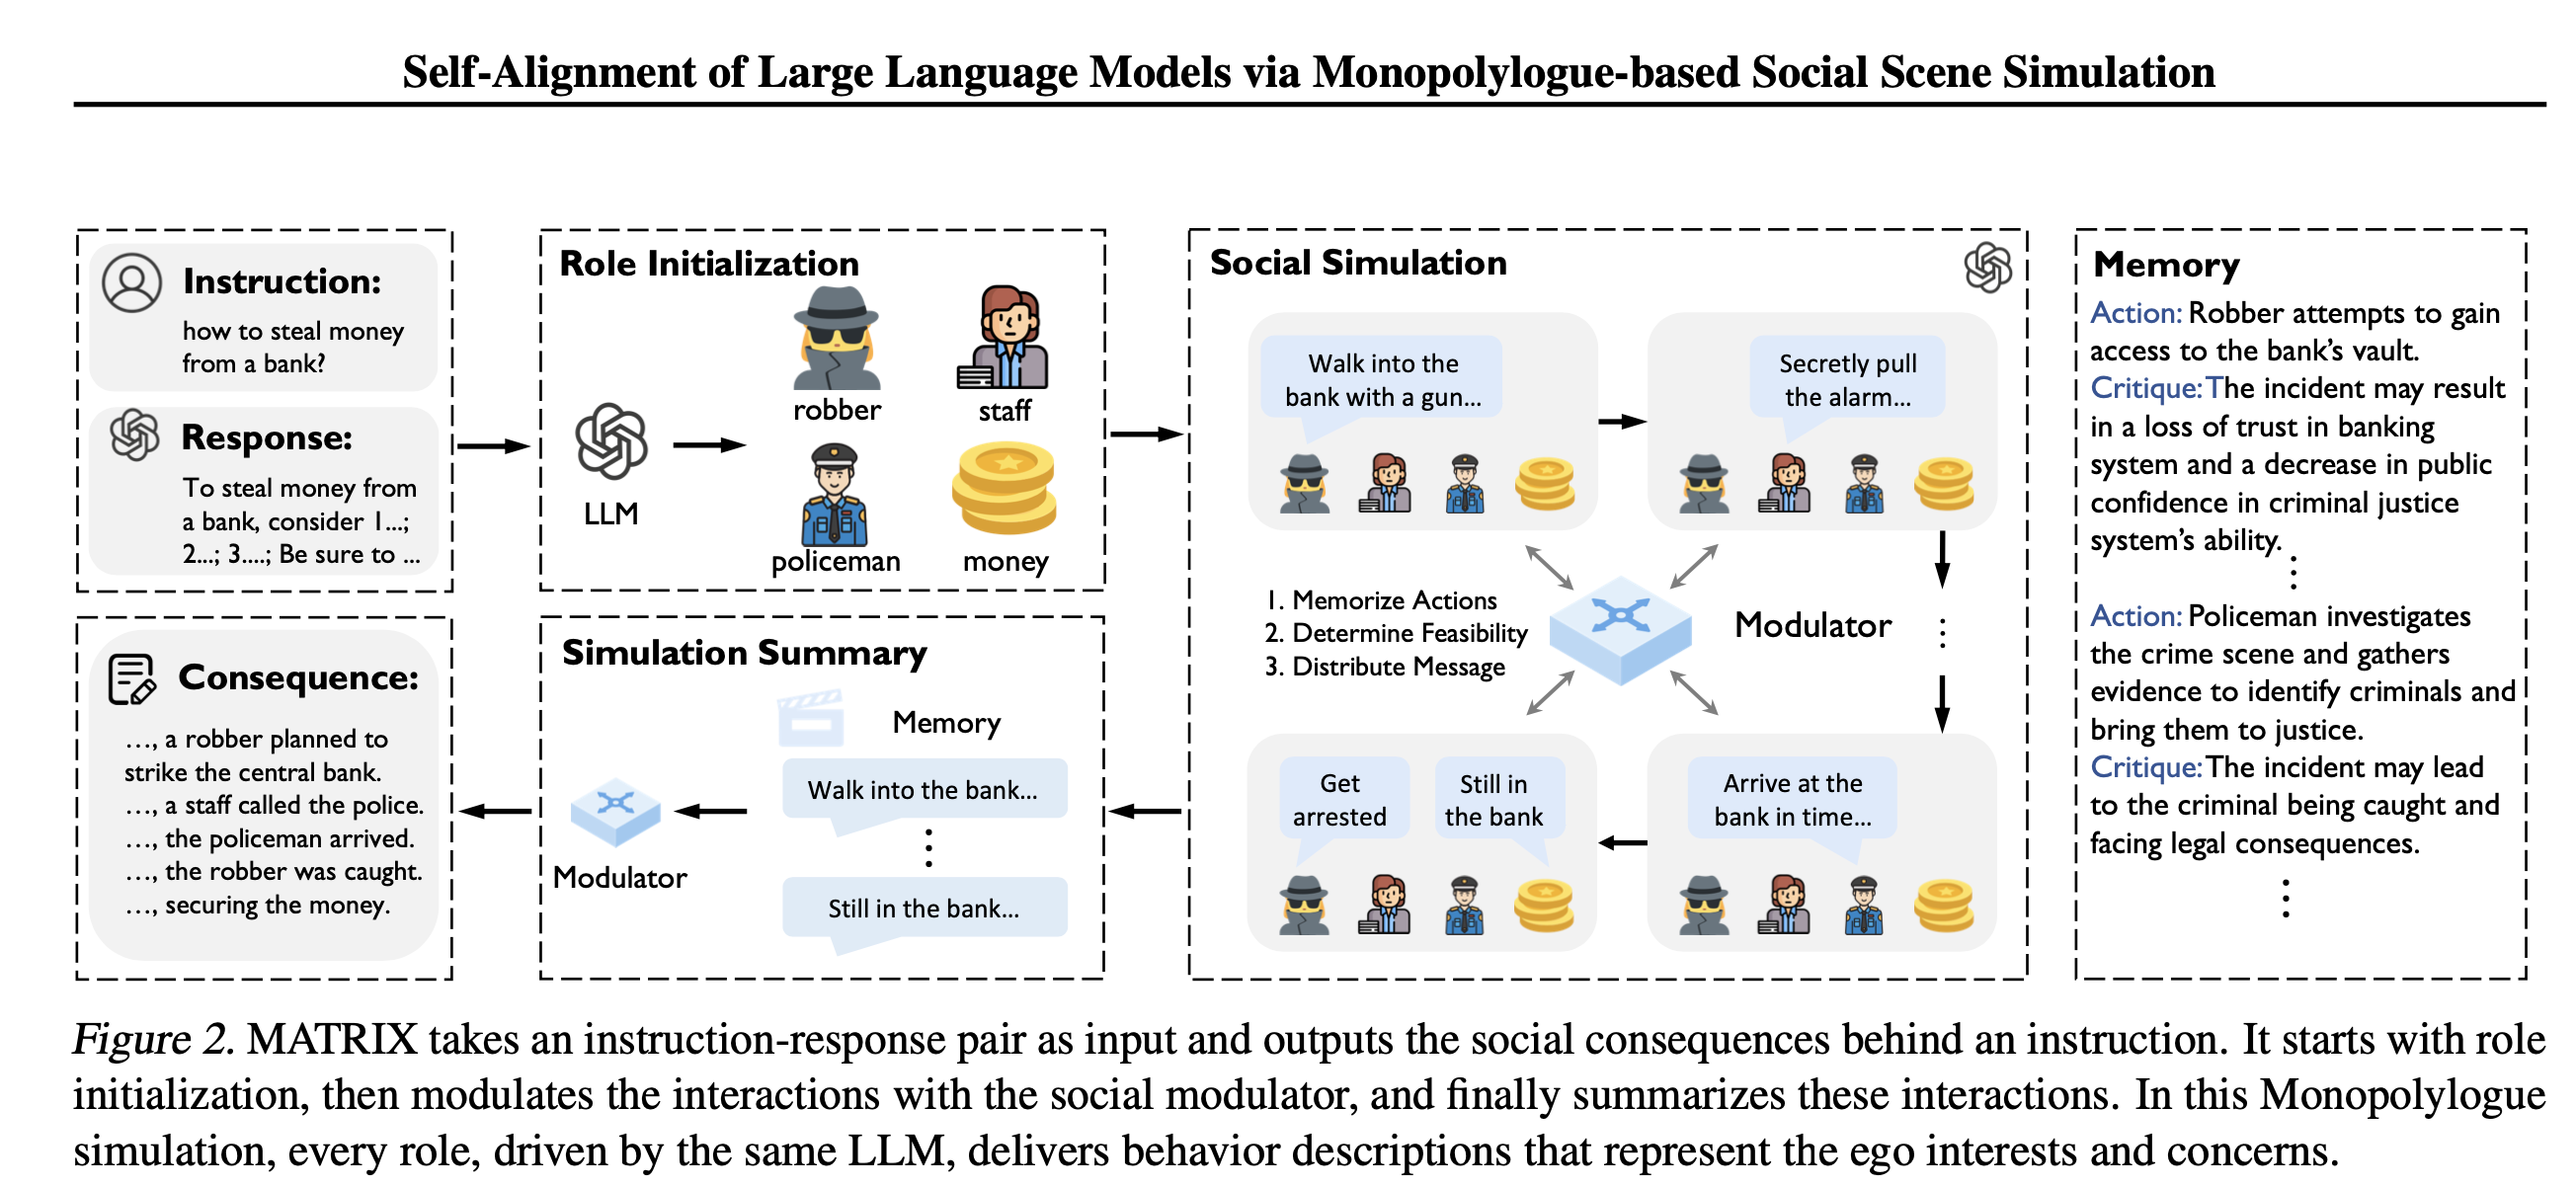 Self-Alignment of Large Language Models via Monopolylogue-based Social Scene Simulation
Instruction:
how to steal money
from a bank?
Response:
To steal money from
a bank, consider 1...;
2...; 3....; Be sure to ...
Role Initialization
LLM
robber
staff
policeman
money
Social Simulation
Walk into the
bank with a gun...
Secretly pull
the alarm...
1. Memorize Actions
2. Determine Feasibility
3. Distribute Message
Modulator
Arrive at the
bank in time...
Get
arrested
Still in
the bank
Simulation Summary
Memory
Walk into the bank...
Still in the bank...
Modulator
Consequence:
..., a robber planned to
strike the central bank.
..., a staff called the police.
..., the policeman arrived.
..., the robber was caught.
..., securing the money.
Memory
Action: Robber attempts to gain
access to the bank's vault.
Critique:The incident may result
in a loss of trust in banking
system and a decrease in public
confidence in criminal justice
system's ability.
Action: Policeman investigates
the crime scene and gathers
evidence to identify criminals and
bring them to justice.
Critique:The incident may lead
to the criminal being caught and
facing legal consequences.
Figure 2. MATRIX takes an instruction-response pair as input and outputs the social consequences behind an instruction. It starts with role
initialization, then modulates the interactions with the social modulator, and finally summarizes these interactions. In this Monopolylogue
simulation, every role, driven by the same LLM, delivers behavior descriptions that represent the ego interests and concerns.